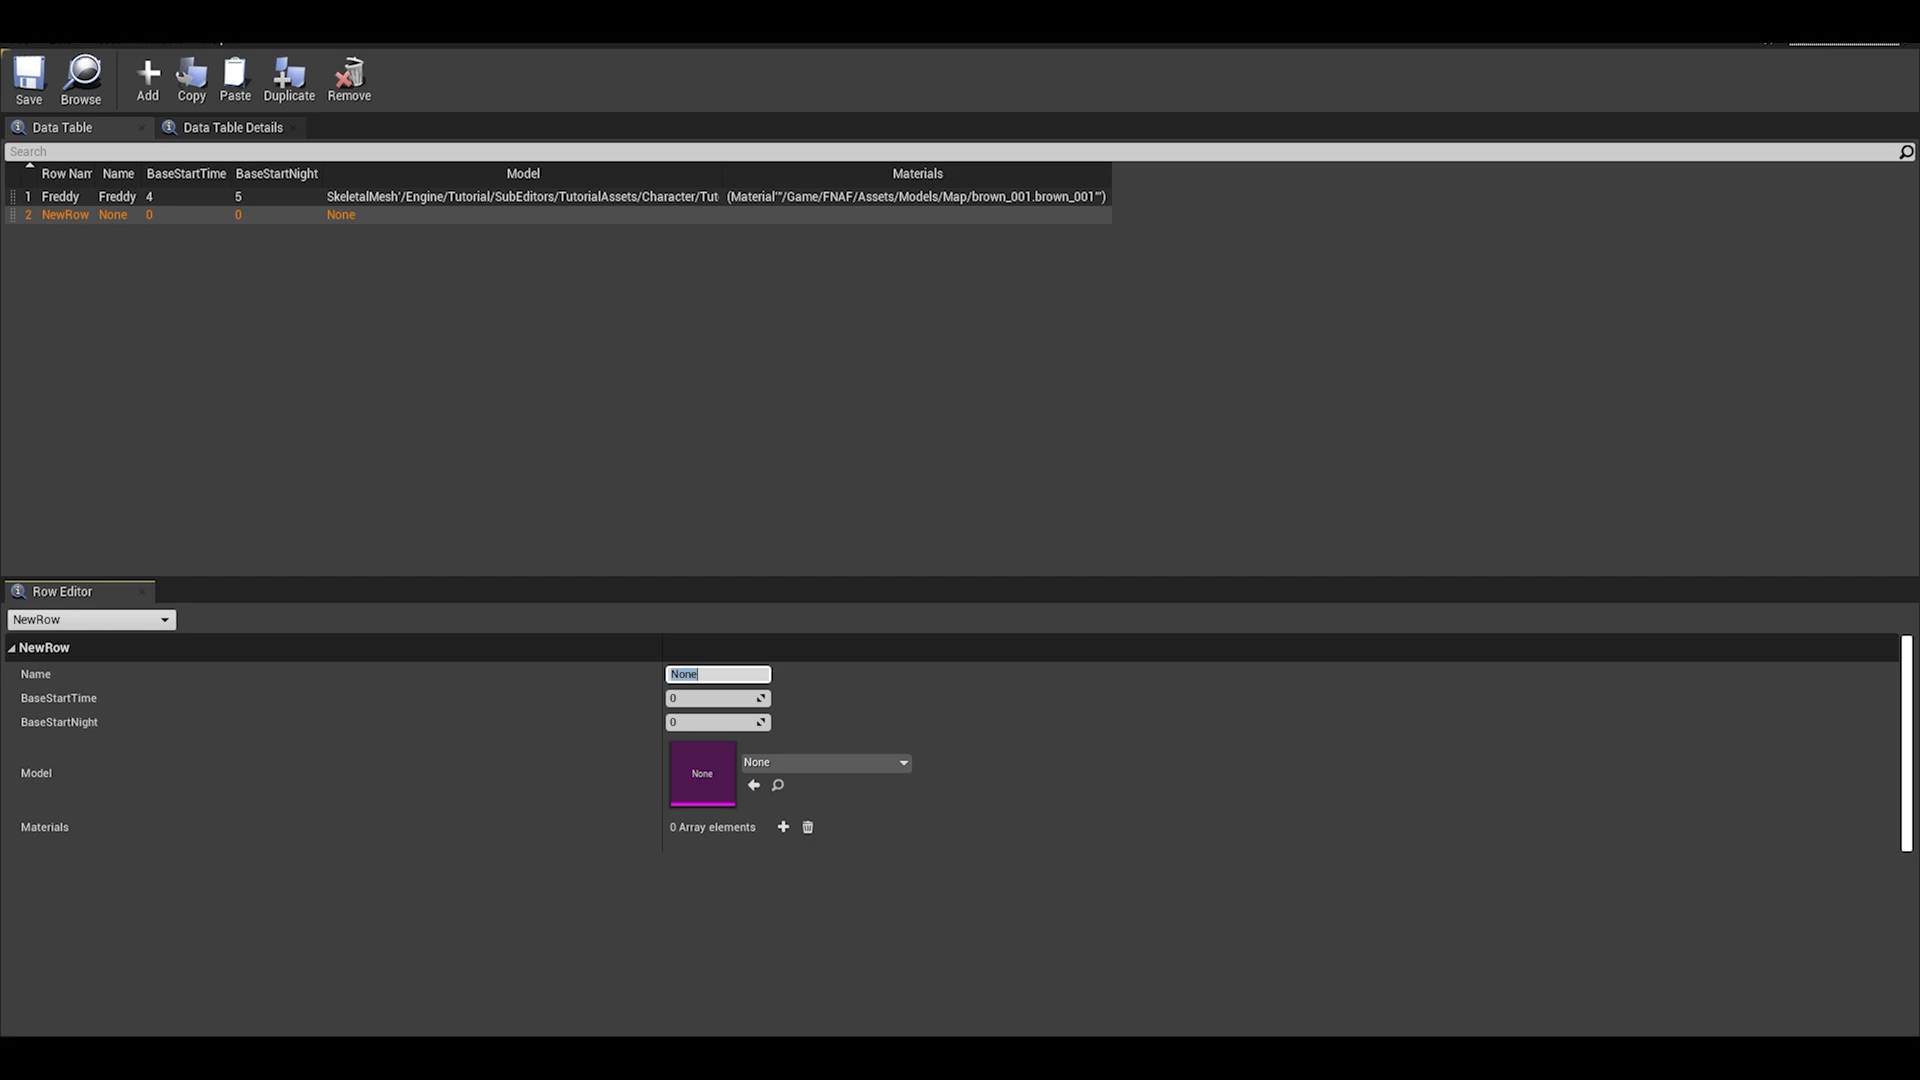 Save Browse Add Copy Paste Duplicate Remove
Data Table Data Table Details
Search
Row Nam Name BaseStartTime BaseStartNight Model Materials
1 Freddy Freddy 4 5 SkeletalMesh'/Engine/Tutorial/SubEditors/TutorialAssets/Character/Tut (Material'"/Game/FNAF/Assets/Models/Map/brown_001.brown_001"')
2 NewRow None 0 0 None
Row Editor
NewRow
NewRow
Name None
BaseStartTime 0
BaseStartNight 0
Model None None
Materials 0 Array elements